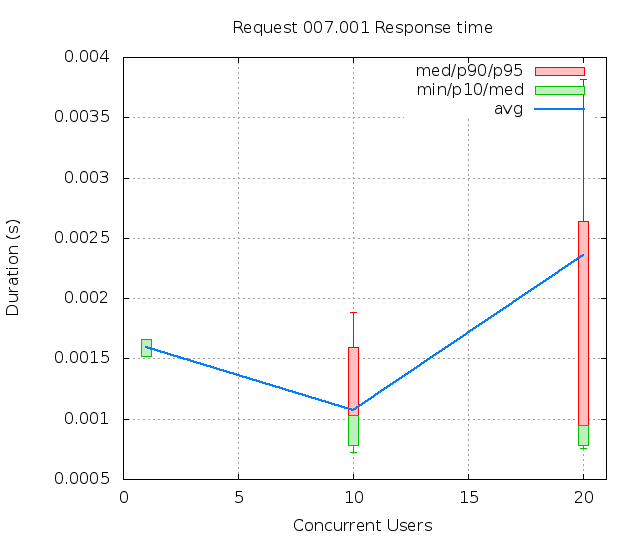 Request 007.001 Response time
0.004
0.0035
0.003
0.0025
0.002
0.0015
0.001
0.0005
med/p90/p95
min/p10/med
avg
Duration (s)
0 5 10 15 20
Concurrent Users